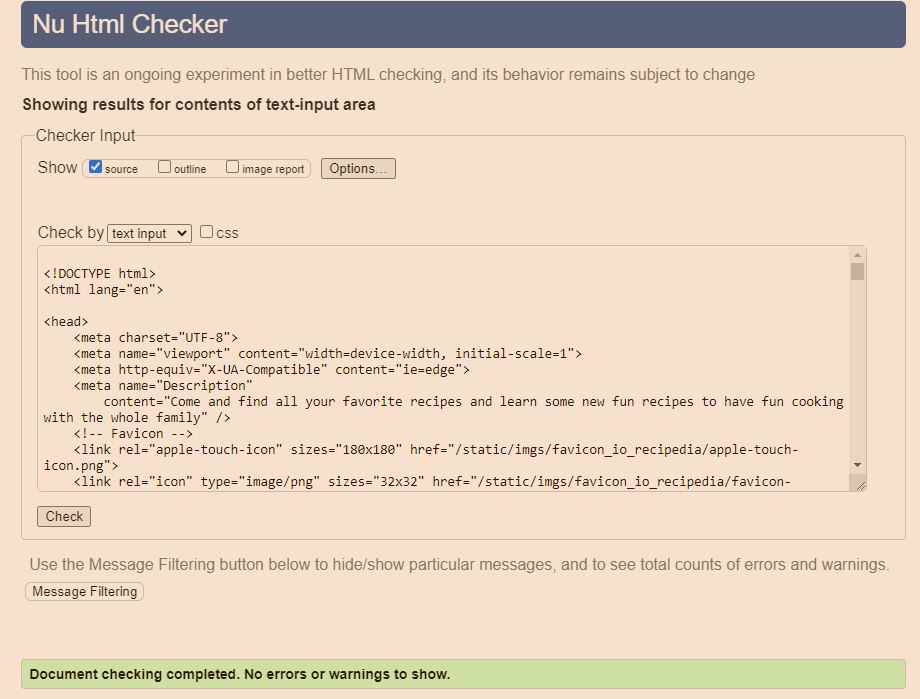 Nu Html Checker
This tool is an ongoing experiment in better HTML checking, and its behavior remains subject to change
Showing results for contents of text-input area
Checker Input
Show source outline image report Options...
Check by text input css
<!DOCTYPE html>
<html lang="en">
<head>
<meta charset="UTF-8">
<meta name="viewport" content="width=device-width, initial-scale=1">
<meta http-equiv="X-UA-Compatible" content="ie=edge">
<meta name="Description"
content="Come and find all your favorite recipes and learn some new fun recipes to have fun cooking
with the whole family" />
<!-- Favicon -->
<link rel="apple-touch-icon" sizes="180x180" href="/static/imgs/favicon_io_recipedia/apple-touch-
icon.png">
<link rel="icon" type="image/png" sizes="32x32" href="/static/imgs/favicon_io_recipedia/favicon-
Check
Use the Message Filtering button below to hide/show particular messages, and to see total counts of errors and warnings.
Message Filtering
Document checking completed. No errors or warnings to show.